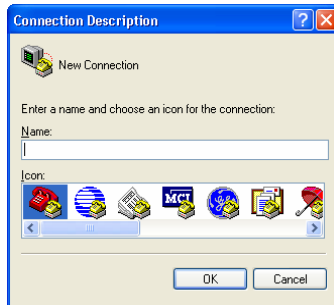 Connection Description
New Connection
Enter a name and choose an icon for the connection:
Name:
Icon:
MCI
OK
Cancel